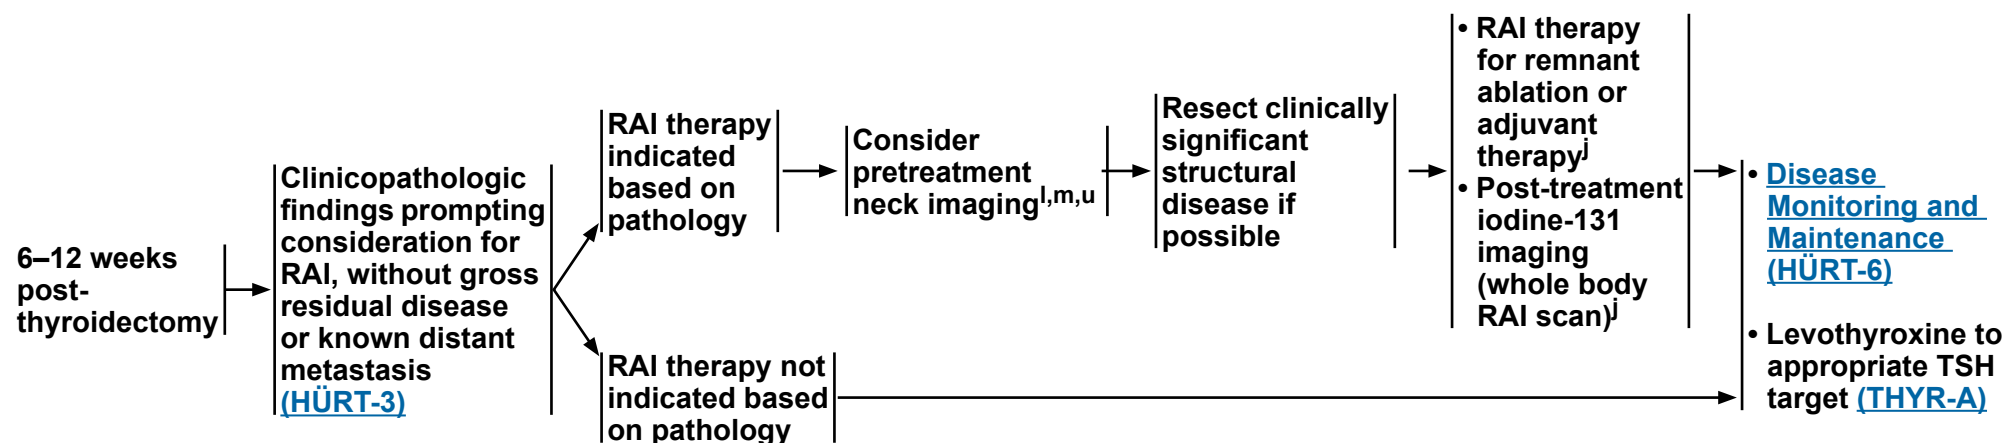 6–12 weeks
post-
thyroidectomy
Clinicopathologic
findings prompting
consideration for
RAI, without gross
residual disease
or known distant
metastasis
(HÜRT-3)
RAI therapy
indicated
based on
pathology
Consider
pretreatment
neck imaging^l,m,u
Resect clinically
significant
structural
disease if
possible
• RAI therapy
for remnant
ablation or
adjuvant
therapy^j
• Post-treatment
iodine-131
imaging
(whole body
RAI scan)^j
RAI therapy not
indicated based
on pathology
• Disease
Monitoring and
Maintenance
(HÜRT-6)
• Levothyroxine to
appropriate TSH
target (THYR-A)